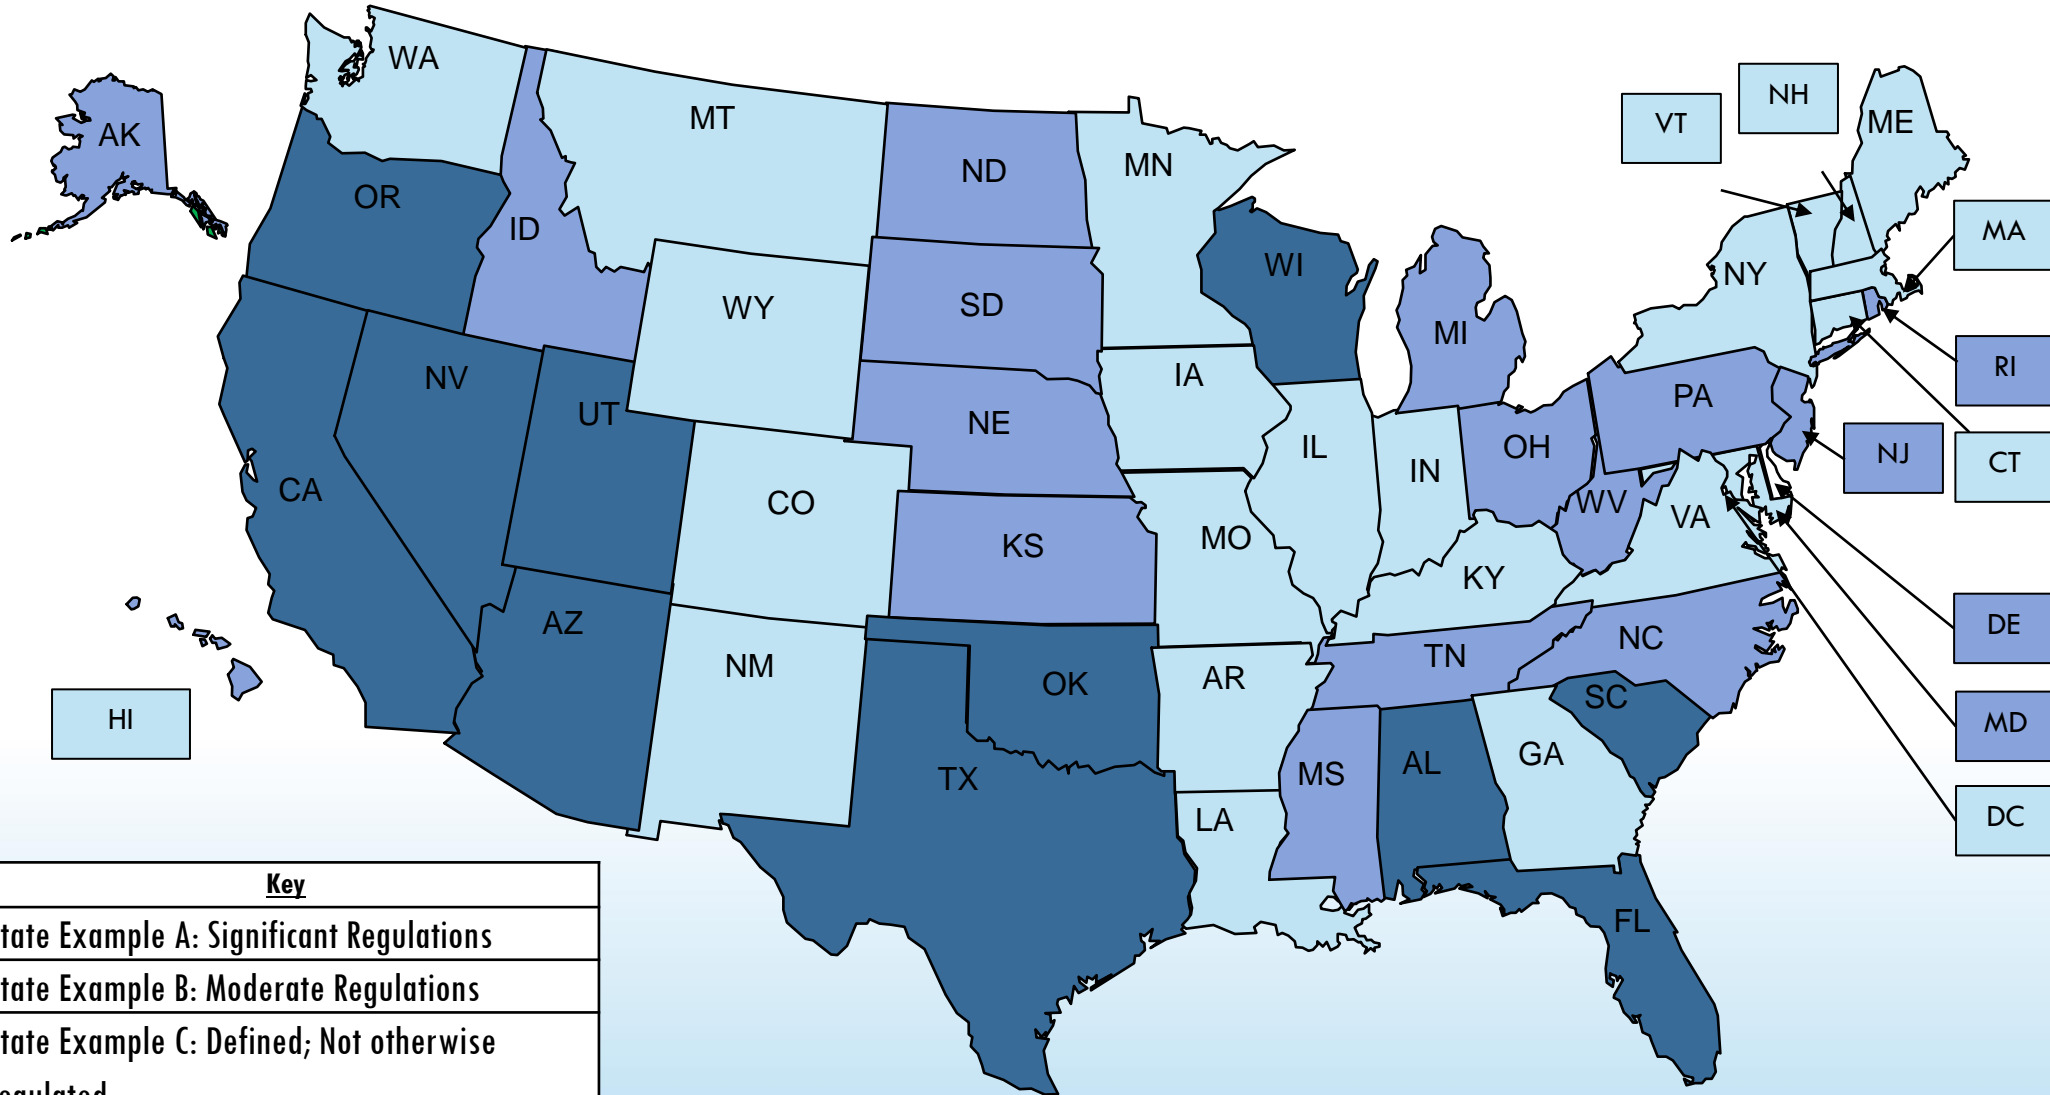 WA
AK
MT
NH
VT
ME
MN
ND
OR
ID
MA
WI
NY
WY
SD
MI
RI
NV
IA
PA
UT
NE
OH
IL
IN
NJ
CT
CA
CO
WV
VA
MO
KS
KY
AZ
DE
NC
NM
TN
OK
AR
SC
HI
MD
GA
MS
AL
TX
LA
DC
FL
Key
tate Example A: Significant Regulations
tate Example B: Moderate Regulations
tate Example C: Defined; Not otherwise
egulated